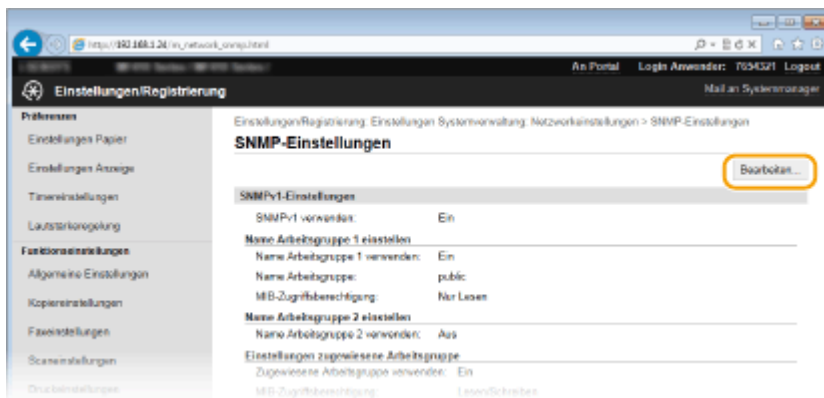 http://192.168.1.24/m_network_snmp.html
An Portal Login Anwender: 7654321 Logout
Einstellungen/Registrierung
Mail an Systemmanager
Präferenzen
Einstellungen Papier
Einstellungen Anzeige
Timereinstellungen
Lautstärkeregelung
Funktionseinstellungen
Allgemeine Einstellungen
Kopiereinstellungen
Faxeinstellungen
Scaneinstellungen
Druckeinstellungen
Einstellungen/Registrierung: Einstellungen Systemverwaltung: Netzwerkeinstellungen > SNMP-Einstellungen
SNMP-Einstellungen
Bearbeiten...
SNMPv1-Einstellungen
SNMPv1 verwenden: Ein
Name Arbeitsgruppe 1 einstellen
Name Arbeitsgruppe 1 verwenden: Ein
Name Arbeitsgruppe: public
MIB-Zugriffsberechtigung: Nur Lesen
Name Arbeitsgruppe 2 einstellen
Name Arbeitsgruppe 2 verwenden: Aus
Einstellungen zugewiesene Arbeitsgruppe
Zugewiesene Arbeitsgruppe verwenden: Ein
MIB-Zugriffsberechtigung: Lesen/Schreiben